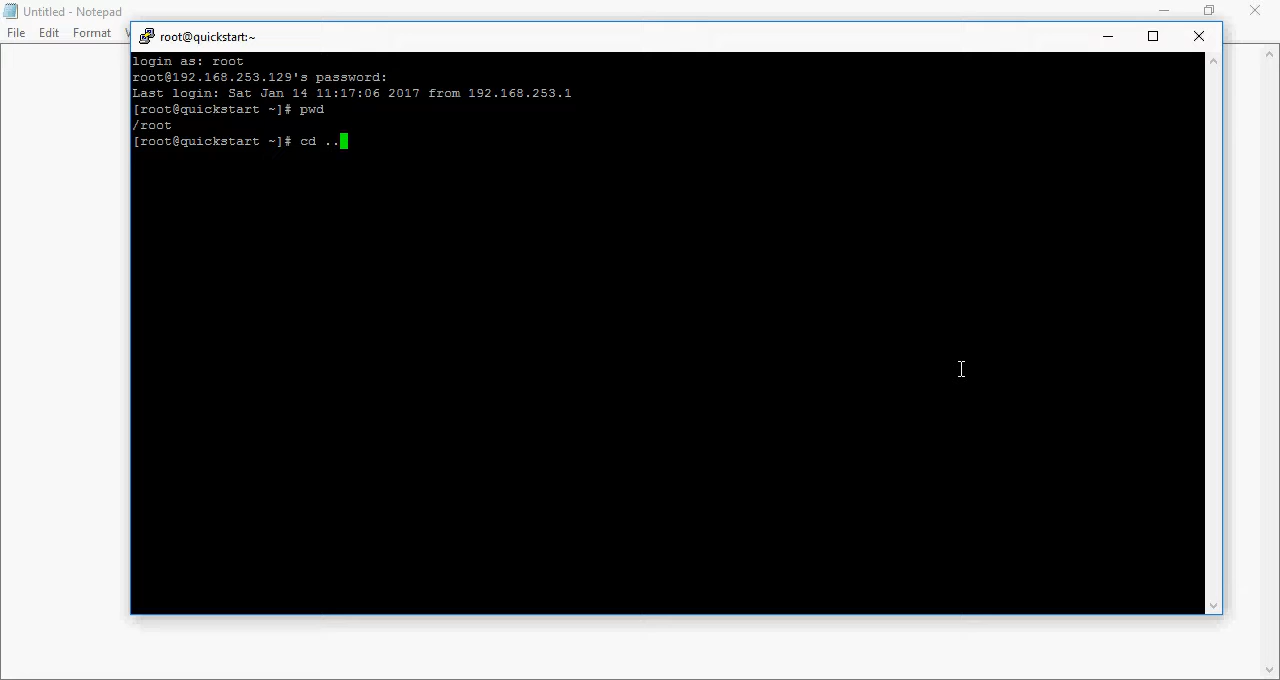 Untitled - Notepad
File Edit Format
root@quickstart:~
login as: root
root@192.168.253.129's password:
Last login: Sat Jan 14 11:17:06 2017 from 192.168.253.1
[root@quickstart ~]# pwd
/root
[root@quickstart ~]# cd ..